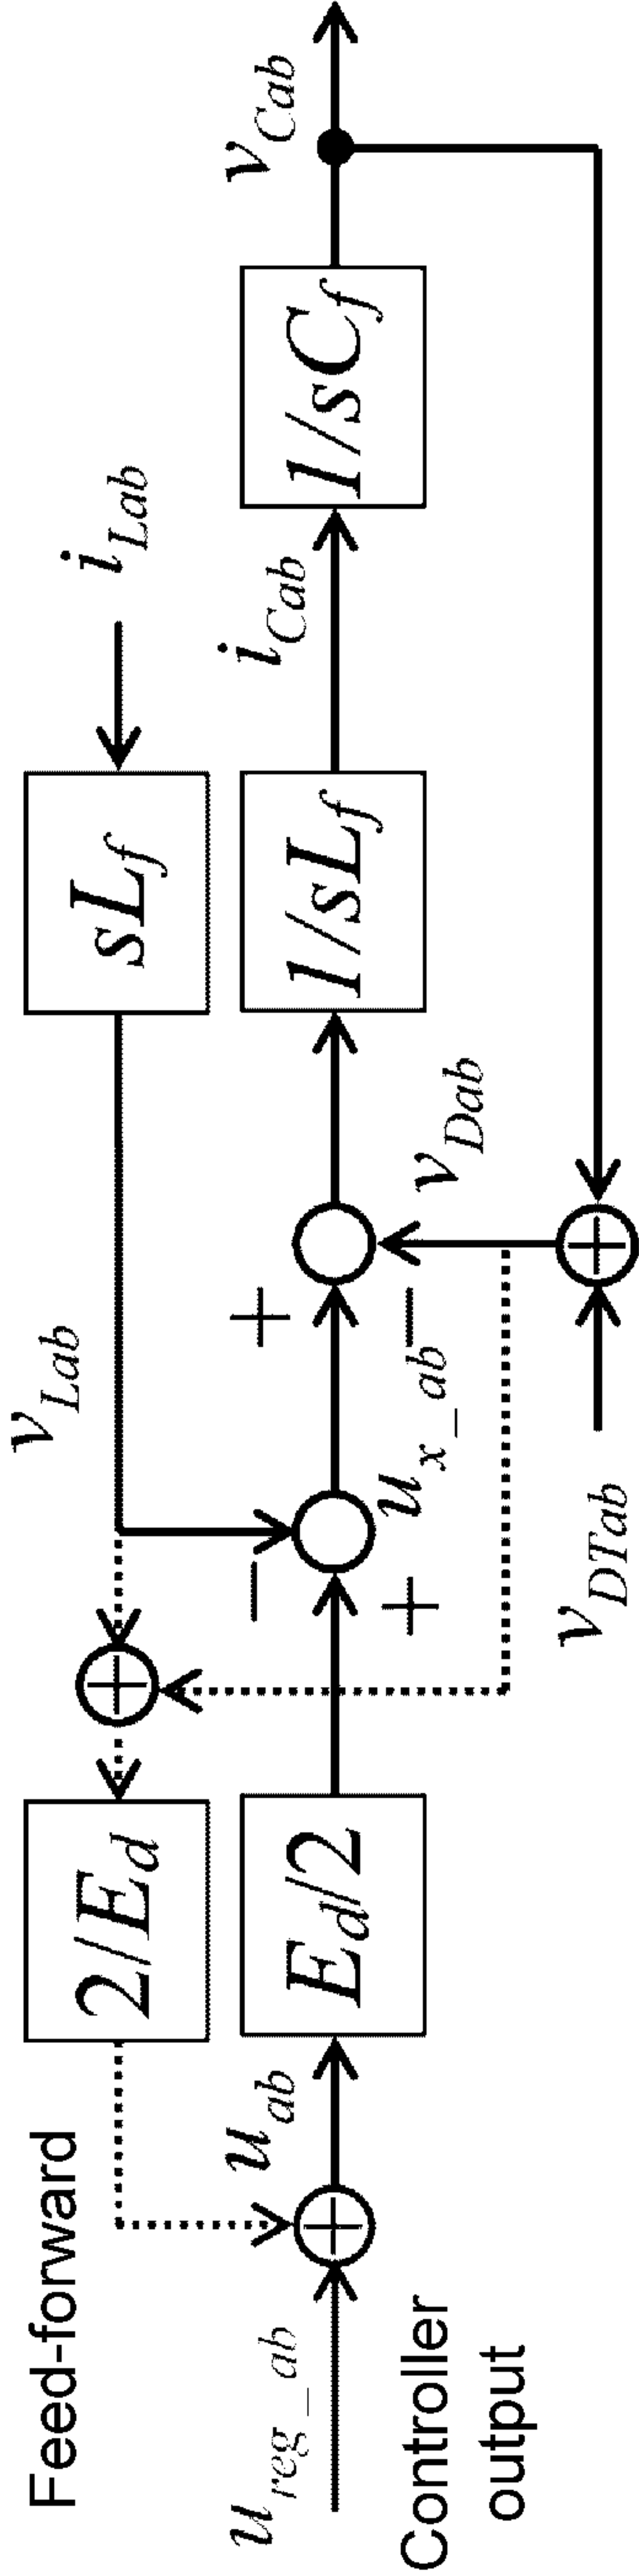 Feed-forward
2/E_d
v_Lab
sL_f
i_Lab
u_reg_ab
u_ab
E_d/2
u_x_ab
1/sL_f
i_Cab
1/sC_f
v_Cab
Controller
output
v_Dab
v_DTab
+
+
+
+
+
−
−